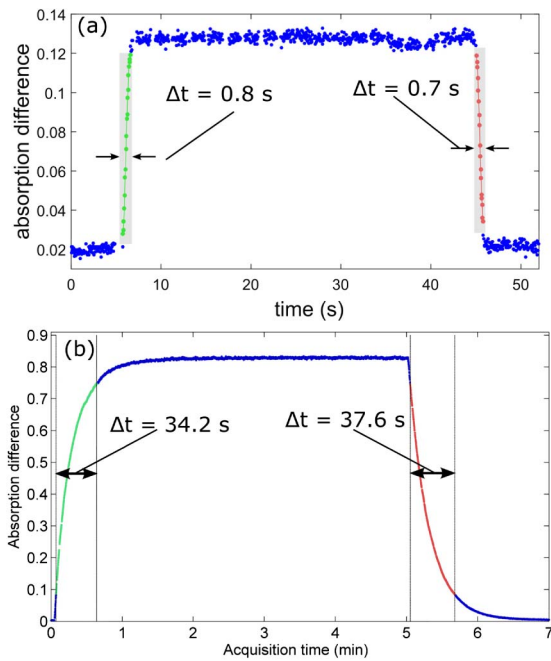 (a)
0.14
0.12
0.10
0.08
0.06
0.04
0.02
absorption difference
Δt = 0.8 s
Δt = 0.7 s
0 10 20 30 40 50
time (s)
(b)
0.9
0.8
0.7
0.6
0.5
0.4
0.3
0.2
0.1
0
Absorption difference
Δt = 34.2 s
Δt = 37.6 s
0 1 2 3 4 5 6 7
Acquisition time (min)